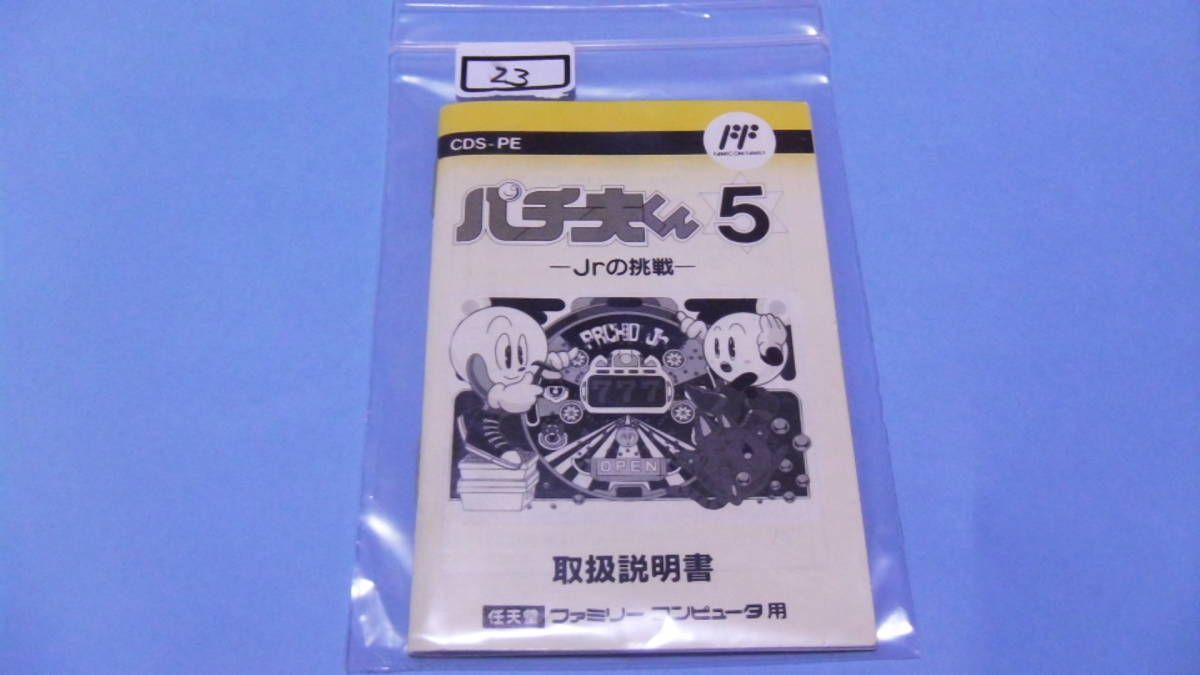 23
CDS-PE
FAMICOM FAMILY
パチ夫くん 5
－Jrの挑戦－
PACHIO Jr
777
OPEN
取扱説明書
任天堂 ファミリーコンピュータ用